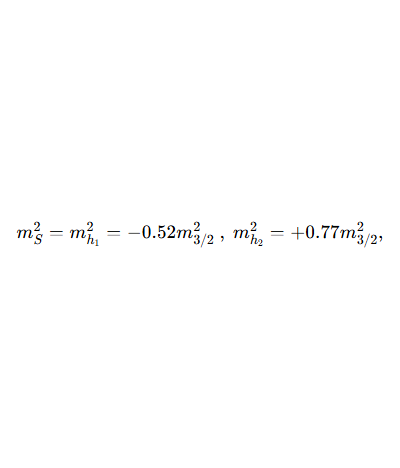 $m_S^2 = m_{h_1}^2 = -0.52 m_{3/2}^2 \, , \; m_{h_2}^2 = +0.77 m_{3/2}^2 ,$